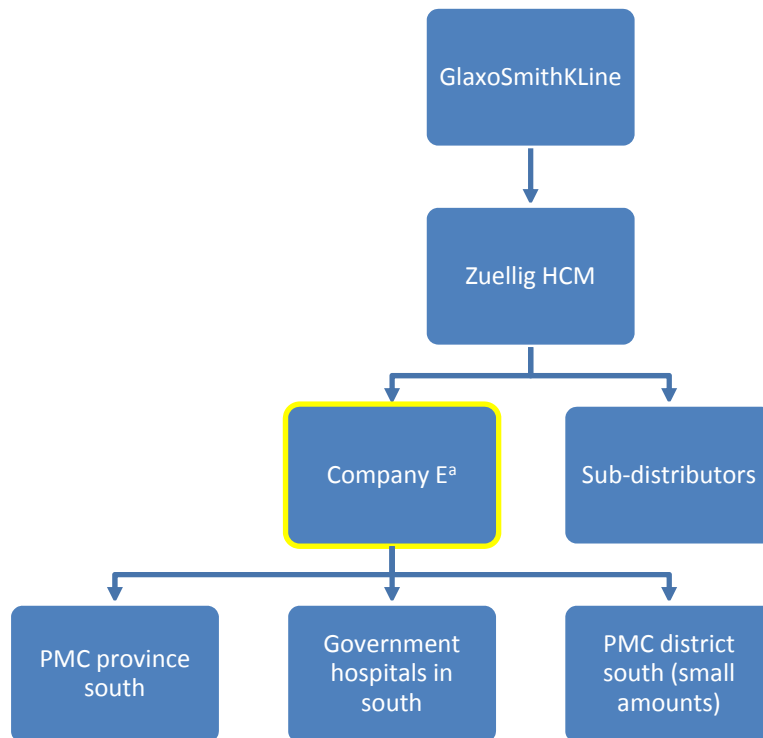 GlaxoSmithKLine
Zuellig HCM
Company Eᵃ
Sub-distributors
PMC province
south
Government
hospitals in
south
PMC district
south (small
amounts)